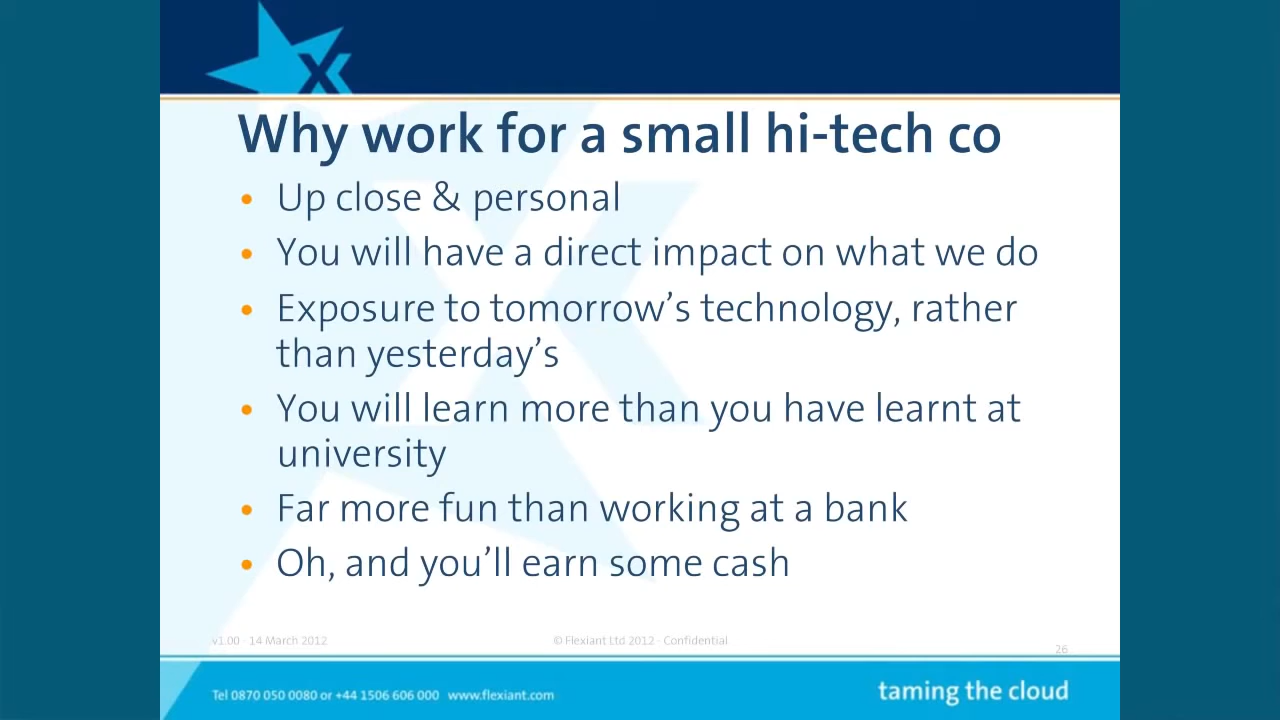 Why work for a small hi-tech co
• Up close & personal
• You will have a direct impact on what we do
• Exposure to tomorrow’s technology, rather
than yesterday’s
• You will learn more than you have learnt at
university
• Far more fun than working at a bank
• Oh, and you’ll earn some cash
v1.00 - 14 March 2012
© Flexiant Ltd 2012 - Confidential
26
Tel 0870 050 0080 or +44 1506 606 000 www.flexiant.com
taming the cloud